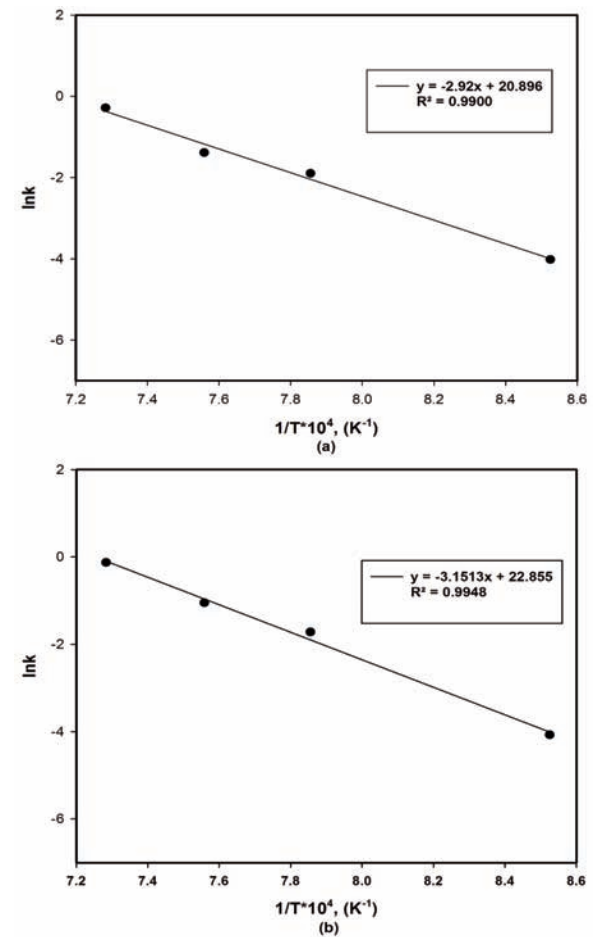 2
0
-2
-4
-6
lnk
y = -2.92x + 20.896
R² = 0.9900
7.2 7.4 7.6 7.8 8.0 8.2 8.4 8.6
1/T*10⁴, (K⁻¹)
(a)
2
0
-2
-4
-6
lnk
y = -3.1513x + 22.855
R² = 0.9948
7.2 7.4 7.6 7.8 8.0 8.2 8.4 8.6
1/T*10⁴, (K⁻¹)
(b)